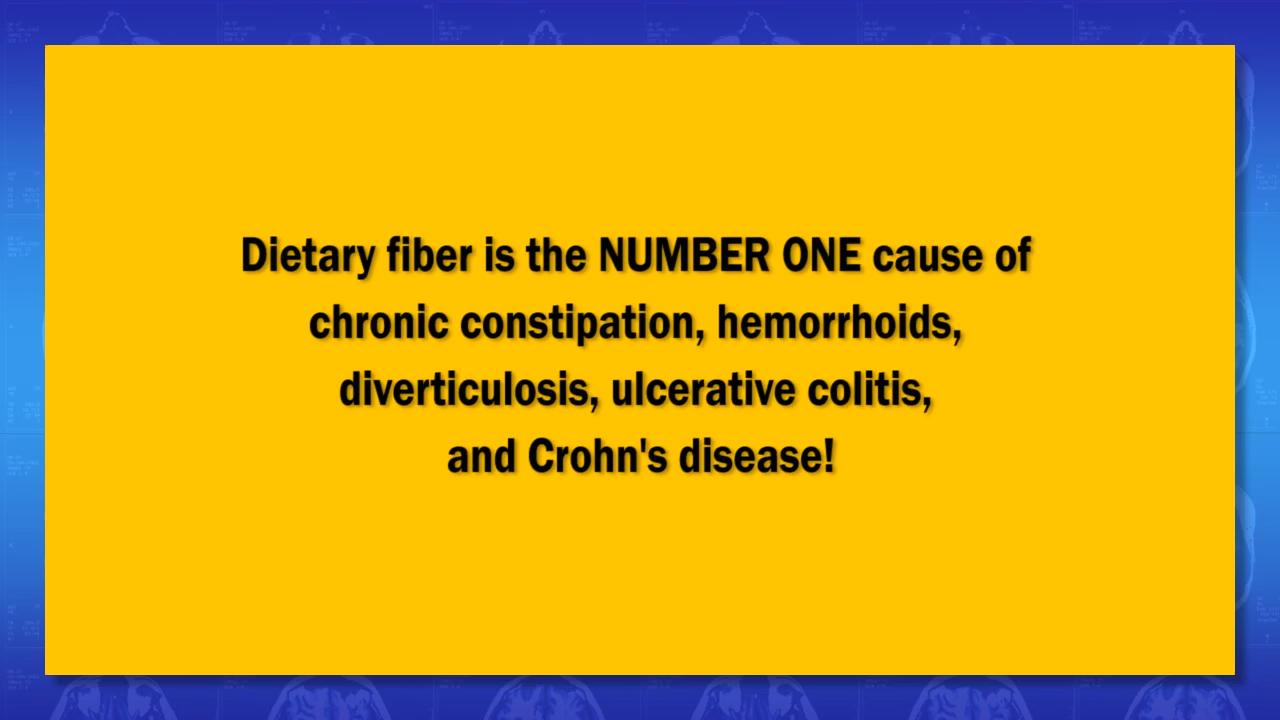 Dietary fiber is the NUMBER ONE cause of
chronic constipation, hemorrhoids,
diverticulosis, ulcerative colitis,
and Crohn's disease!